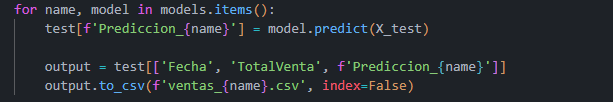 for name, model in models.items():
    test[f'Prediccion_{name}'] = model.predict(X_test)

    output = test[['Fecha', 'TotalVenta', f'Prediccion_{name}']]
    output.to_csv(f'ventas_{name}.csv', index=False)